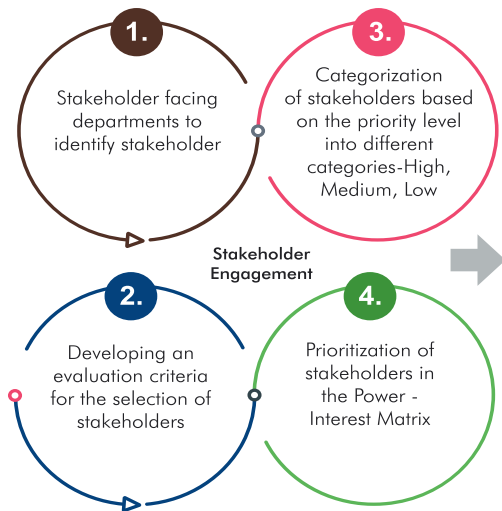 1.
Stakeholder facing
departments to
identify stakeholder
2.
Developing an
evaluation criteria
for the selection of
stakeholders
3.
Categorization
of stakeholders based
on the priority level
into different
categories-High,
Medium, Low
4.
Prioritization of
stakeholders in
the Power -
Interest Matrix
Stakeholder
Engagement